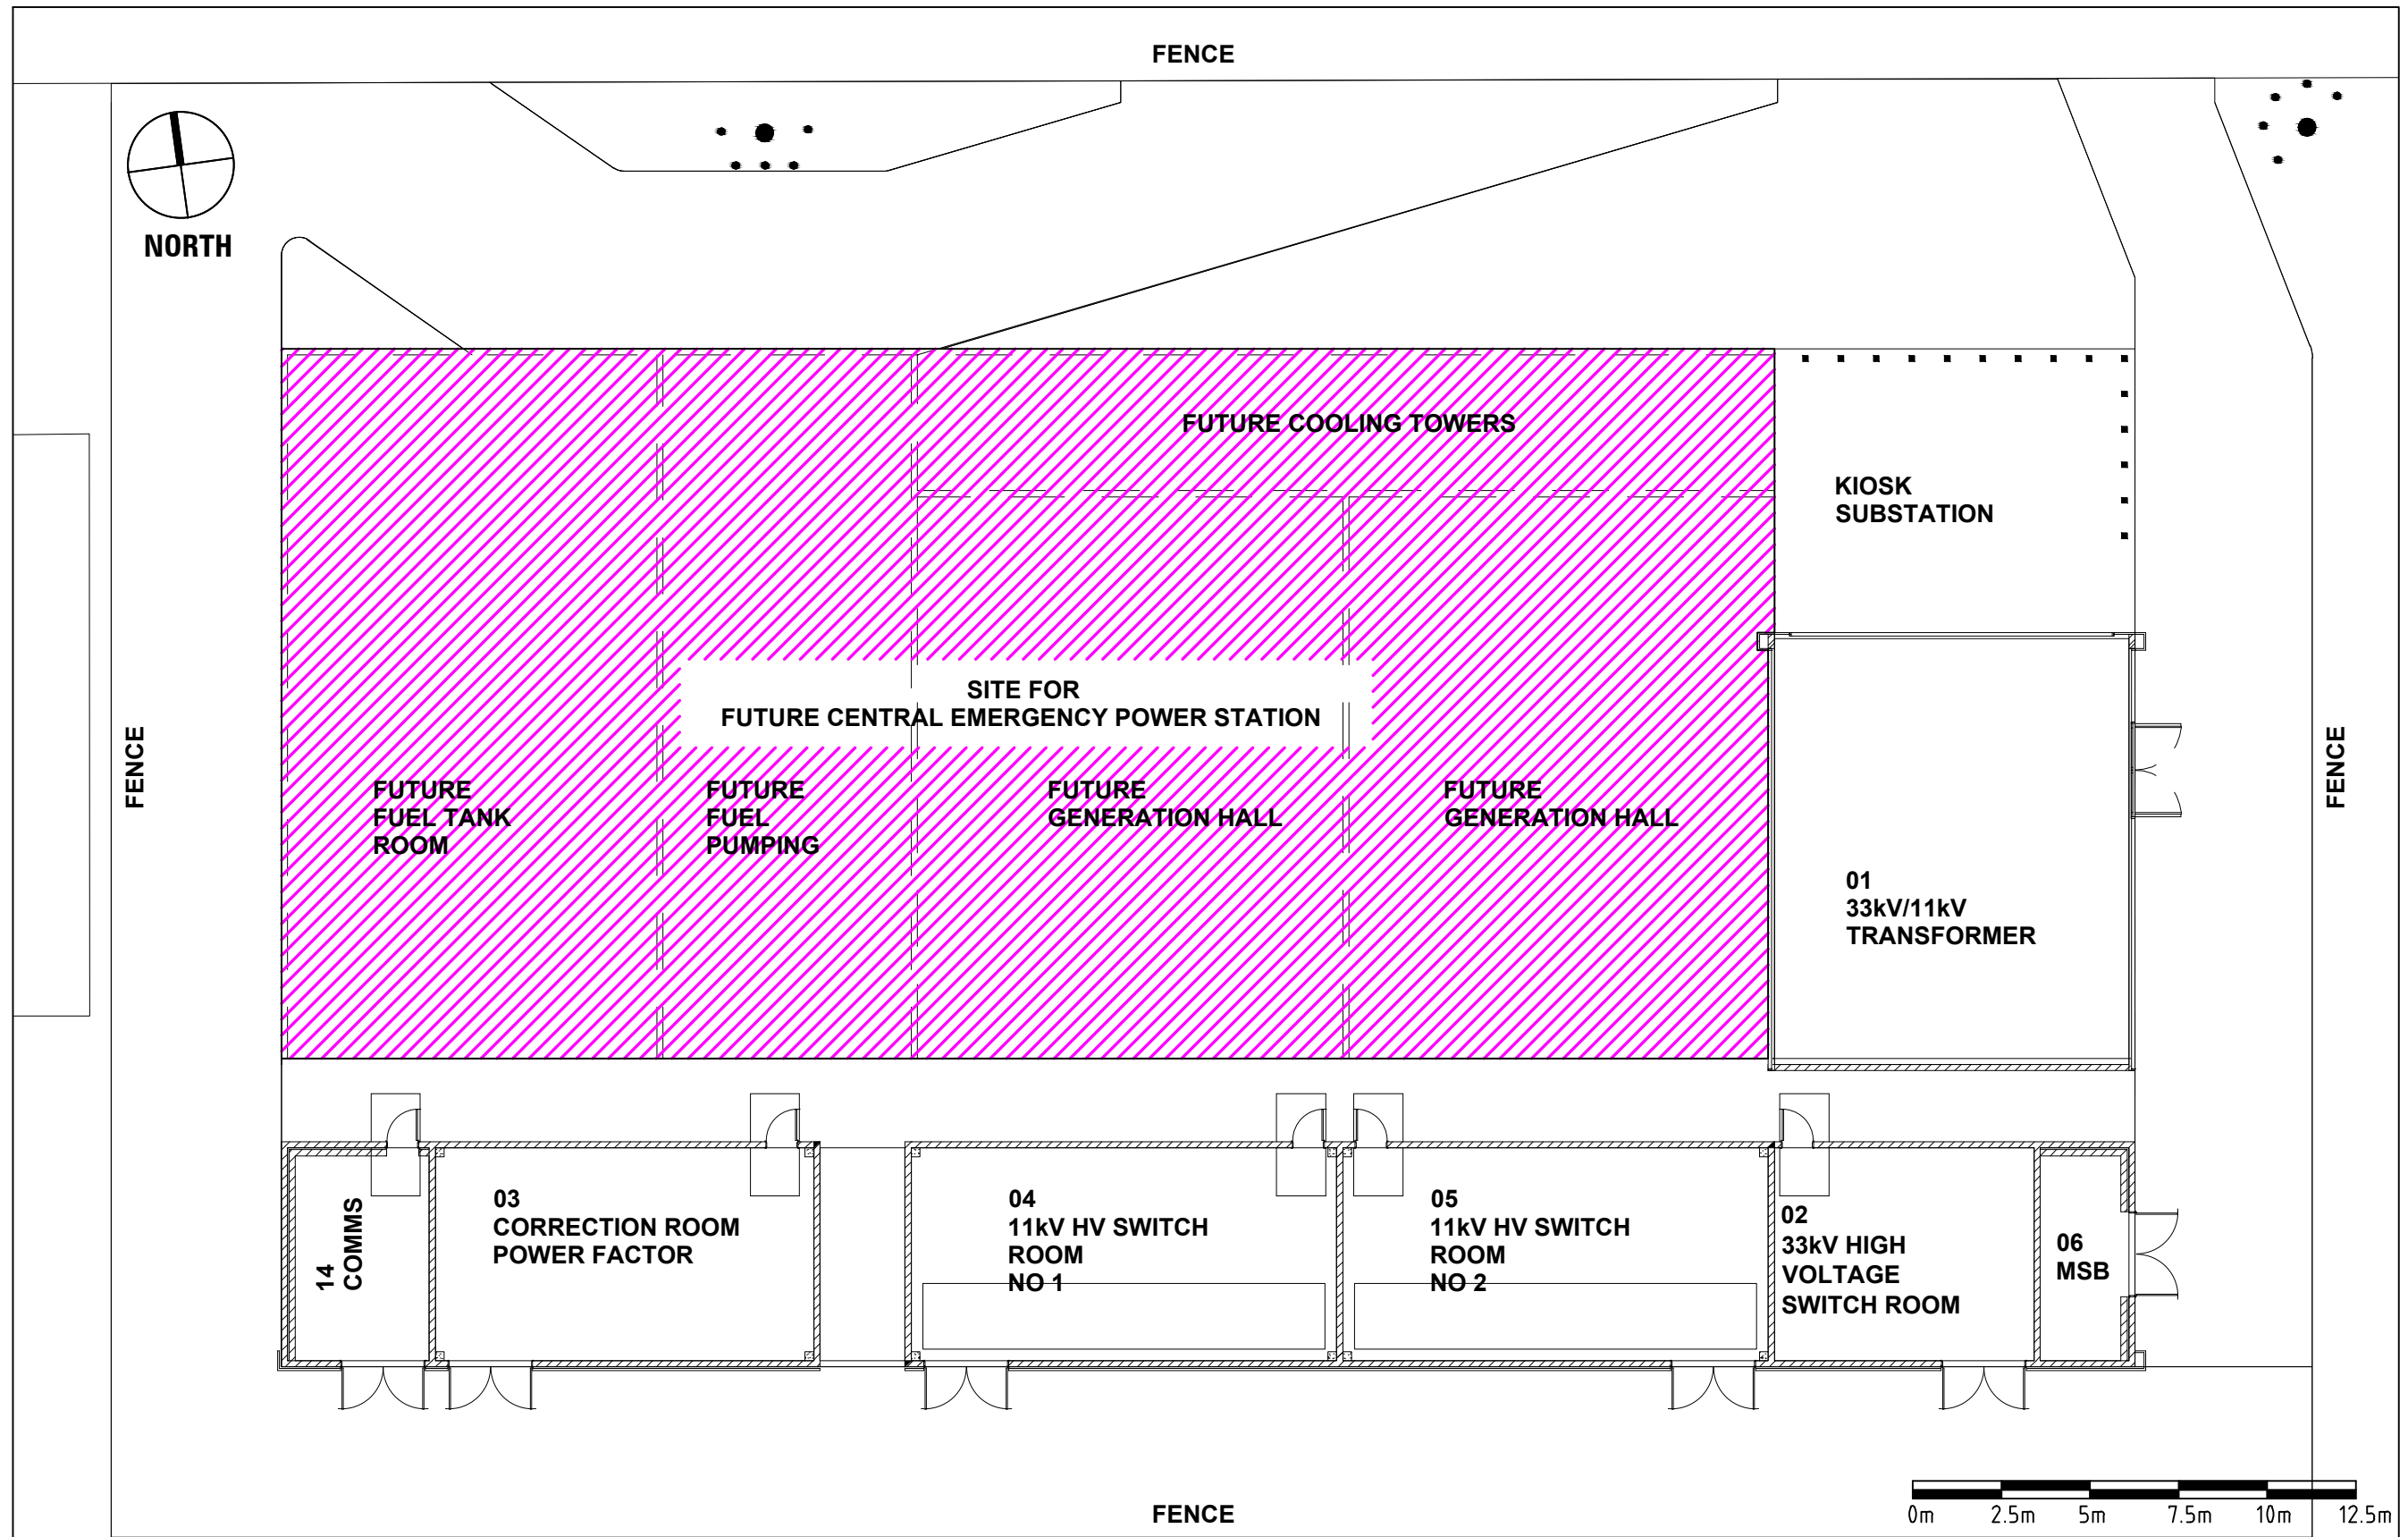 FENCE
NORTH
FUTURE COOLING TOWERS
KIOSK
SUBSTATION
SITE FOR
FUTURE CENTRAL EMERGENCY POWER STATION
FENCE
FENCE
FUTURE
FUEL TANK
ROOM
FUTURE
FUEL
PUMPING
FUTURE
GENERATION HALL
FUTURE
GENERATION HALL
01
33kV/11kV
TRANSFORMER
14
COMMS
03
CORRECTION ROOM
POWER FACTOR
04
11kV HV SWITCH
ROOM
NO 1
05
11kV HV SWITCH
ROOM
NO 2
02
33kV HIGH
VOLTAGE
SWITCH ROOM
06
MSB
FENCE
0m 2.5m 5m 7.5m 10m 12.5m